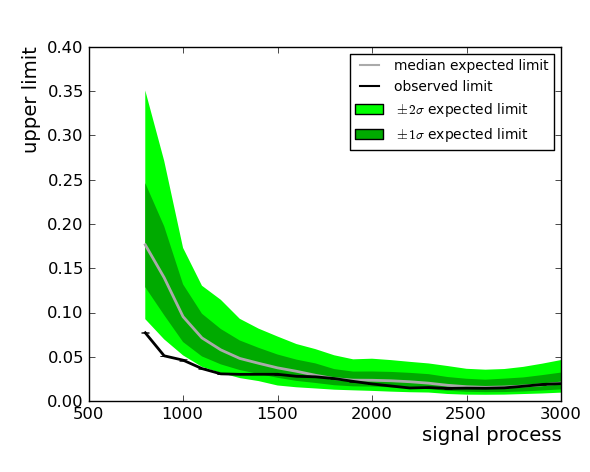 upper limit
0.40
0.35
0.30
0.25
0.20
0.15
0.10
0.05
0.00
500 1000 1500 2000 2500 3000
signal process
median expected limit
observed limit
±2σ expected limit
±1σ expected limit